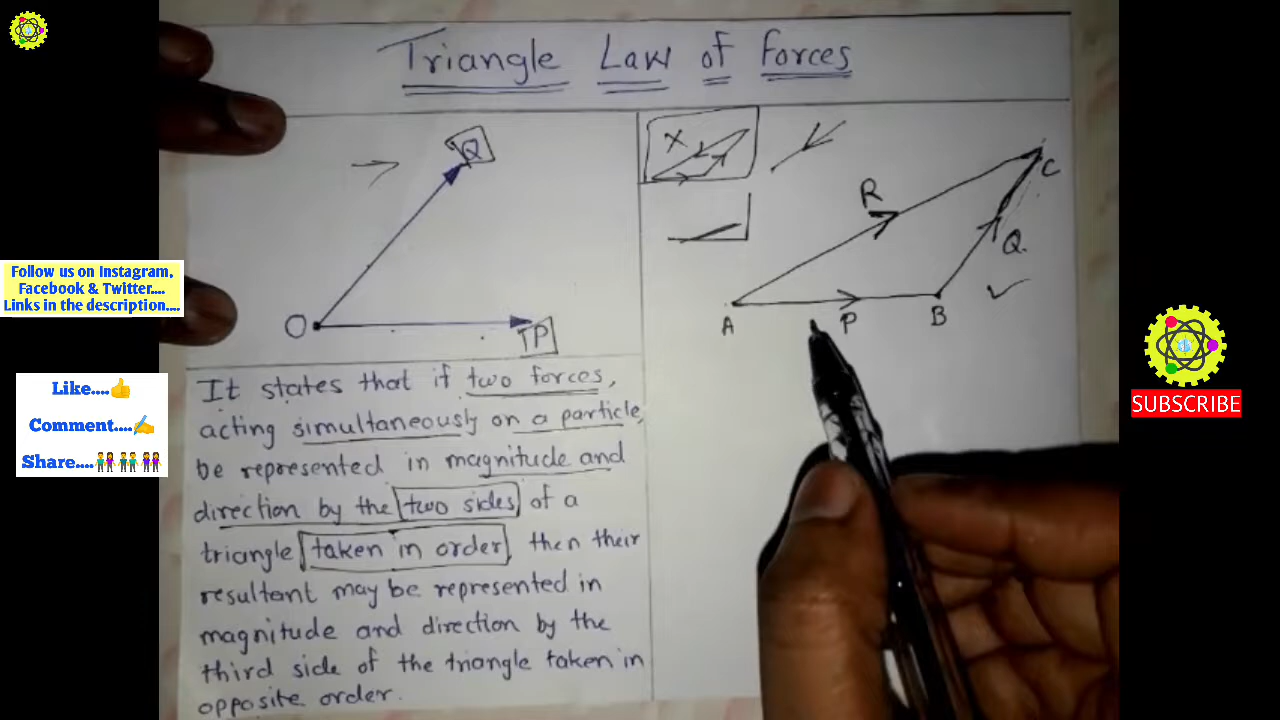 Triangle Law of Forces
Q
O
P
It states that if two forces,
acting simultaneously on a particle,
be represented in magnitude and
direction by the two sides of a
triangle taken in order, then their
resultant may be represented in
magnitude and direction by the
third side of the triangle taken in
opposite order.
X
R
C
Q
A
P
B
Follow us on Instagram,
Facebook & Twitter....
Links in the description....
Like....👍
Comment....✍
Share....👫👬👭
SUBSCRIBE